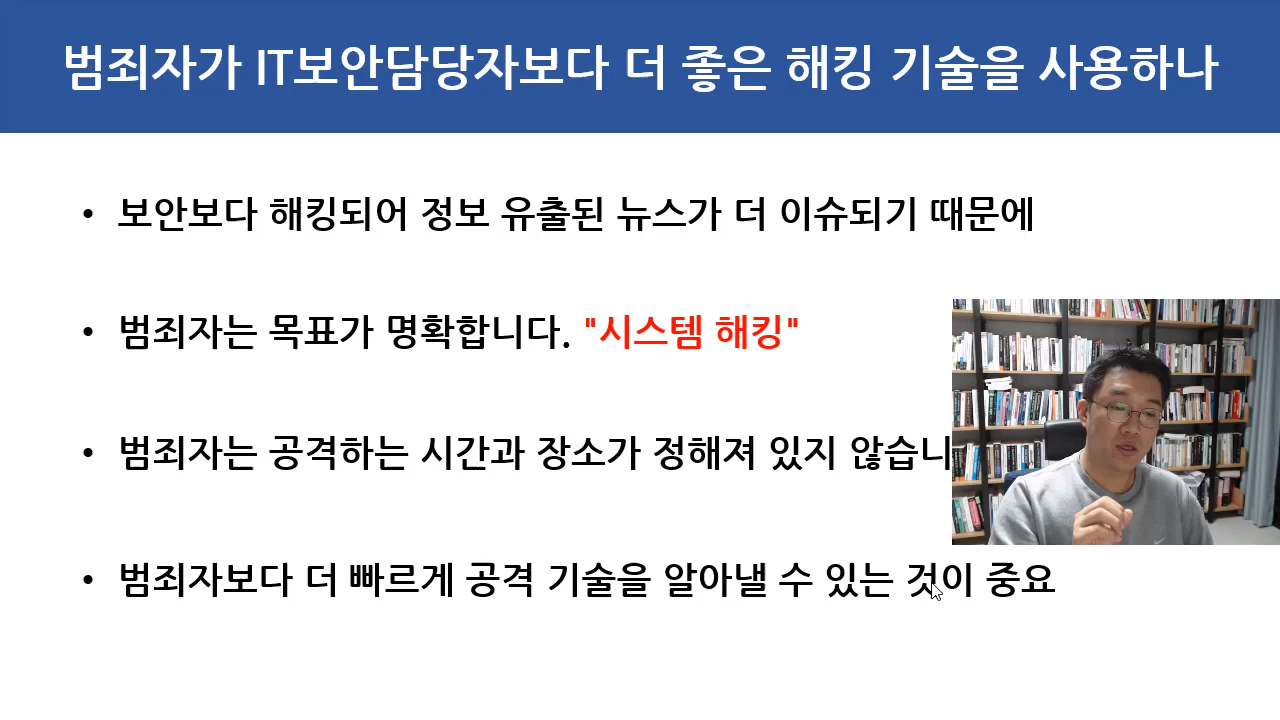 범죄자가 IT보안담당자보다 더 좋은 해킹 기술을 사용하나
• 보안보다 해킹되어 정보 유출된 뉴스가 더 이슈되기 때문에
• 범죄자는 목표가 명확합니다. "시스템 해킹"
• 범죄자는 공격하는 시간과 장소가 정해져 있지 않습니
• 범죄자보다 더 빠르게 공격 기술을 알아낼 수 있는 것이 중요